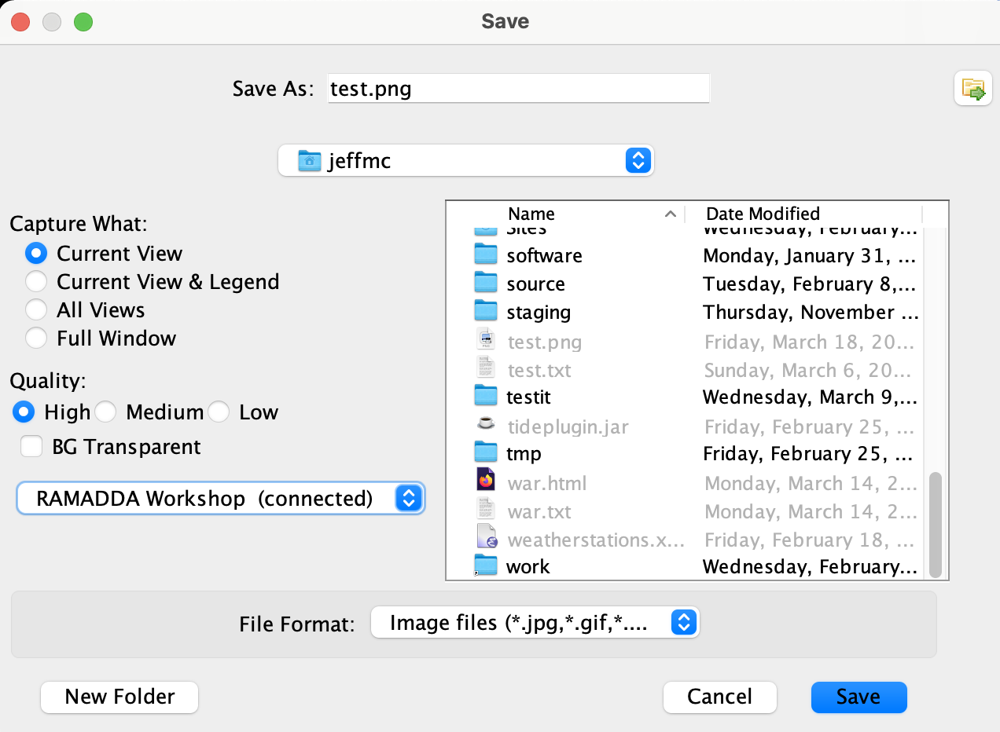 Save
Save As: test.png
jeffmc
Capture What:
Current View
Current View & Legend
All Views
Full Window
Quality:
High Medium Low
BG Transparent
RAMADDA Workshop (connected)
Name Date Modified
Sites Wednesday, February...
software Monday, January 31, ...
source Tuesday, February 8,...
staging Thursday, November ...
test.png Friday, March 18, 20...
test.txt Sunday, March 6, 20...
testit Wednesday, March 9,...
tideplugin.jar Friday, February 25, ...
tmp Friday, February 25, ...
war.html Monday, March 14, 2...
war.txt Monday, March 14, 2...
weatherstations.x... Friday, February 18, ...
work Wednesday, February...
File Format: Image files (*.jpg,*.gif,*....
New Folder Cancel Save